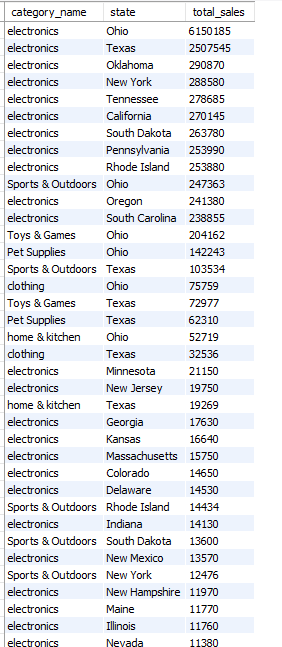 category_name state total_sales
electronics Ohio 6150185
electronics Texas 2507545
electronics Oklahoma 290870
electronics New York 288580
electronics Tennessee 278685
electronics California 270145
electronics South Dakota 263780
electronics Pennsylvania 253990
electronics Rhode Island 253880
Sports & Outdoors Ohio 247363
electronics Oregon 241380
electronics South Carolina 238855
Toys & Games Ohio 204162
Pet Supplies Ohio 142243
Sports & Outdoors Texas 103534
clothing Ohio 75759
Toys & Games Texas 72977
Pet Supplies Texas 62310
home & kitchen Ohio 52719
clothing Texas 32536
electronics Minnesota 21150
electronics New Jersey 19750
home & kitchen Texas 19269
electronics Georgia 17630
electronics Kansas 16640
electronics Massachusetts 15750
electronics Colorado 14650
electronics Delaware 14530
Sports & Outdoors Rhode Island 14434
electronics Indiana 14130
Sports & Outdoors South Dakota 13600
electronics New Mexico 13570
Sports & Outdoors New York 12476
electronics New Hampshire 11970
electronics Maine 11770
electronics Illinois 11760
electronics Nevada 11380